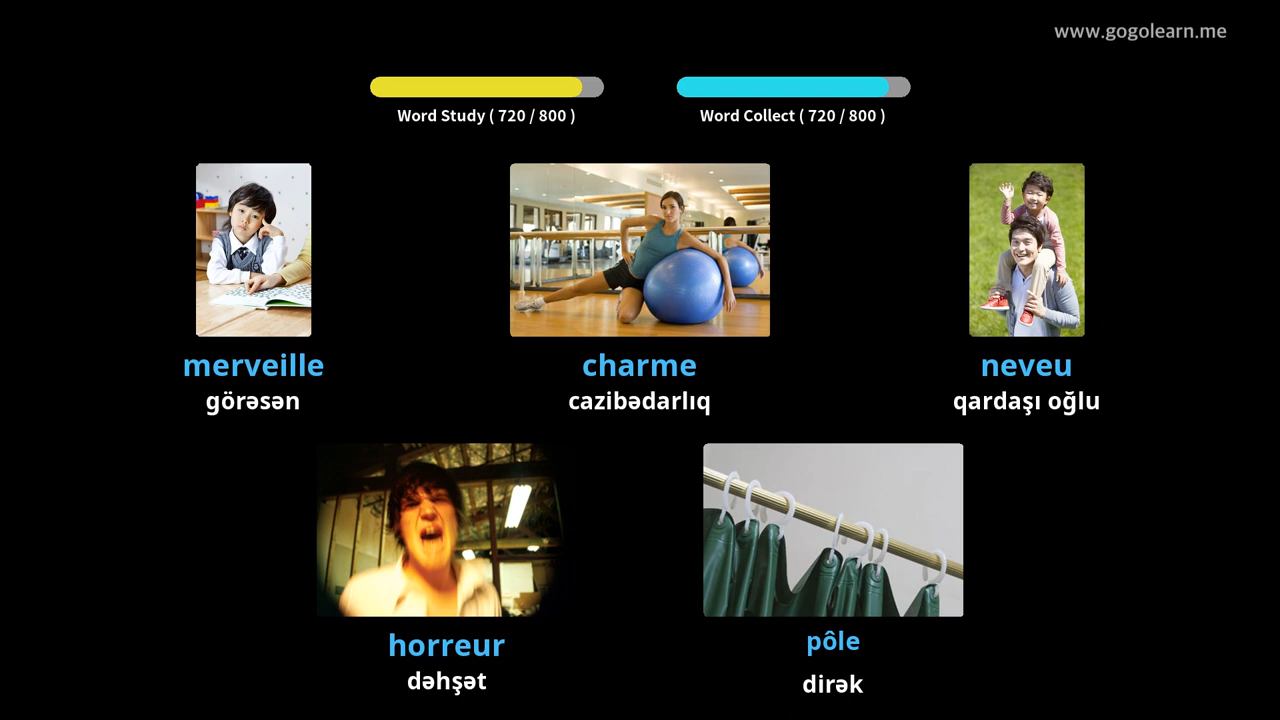 www.gogolearn.me
Word Study ( 720 / 800 )
Word Collect ( 720 / 800 )
merveille
görəsən
charme
cazibədarlıq
neveu
qardaşı oğlu
horreur
dəhşət
pôle
dirək